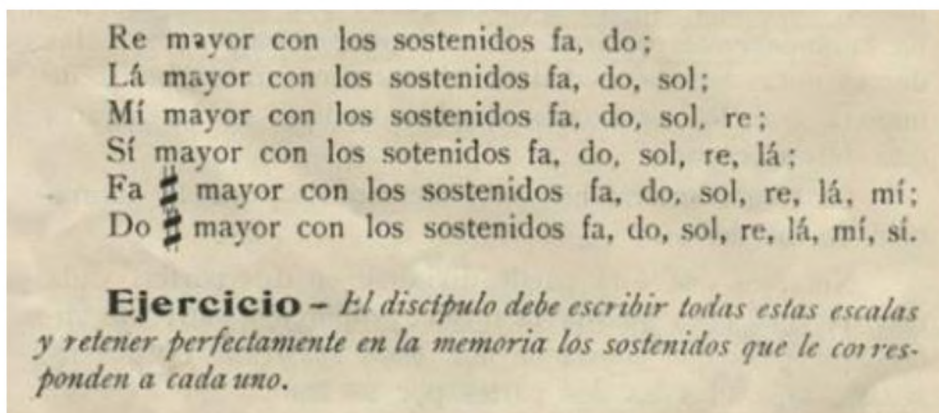 Re mayor con los sostenidos fa, do;
Lá mayor con los sostenidos fa, do, sol;
Mí mayor con los sostenidos fa, do, sol, re;
Sí mayor con los sotenidos fa, do, sol, re, lá;
Fa ♯ mayor con los sostenidos fa, do, sol, re, lá, mí;
Do ♯ mayor con los sostenidos fa, do, sol, re, lá, mí, sí.
Ejercicio – El discípulo debe escribir todas estas escalas
y retener perfectamente en la memoria los sostenidos que le corres-
ponden a cada uno.